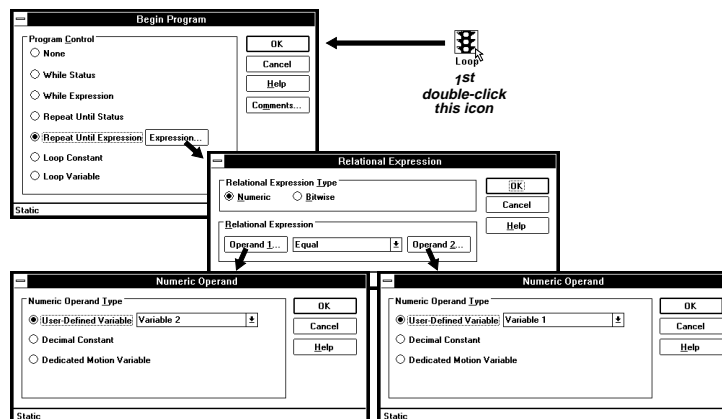 Begin Program
Program Control
None
While Status
While Expression
Repeat Until Status
Repeat Until Expression Expression...
Loop Constant
Loop Variable
OK
Cancel
Help
Comments...
Static
Loop
1st
double-click
this icon
Relational Expression
Relational Expression Type
Numeric Bitwise
Relational Expression
Operand 1... Equal Operand 2...
OK
Cancel
Help
Numeric Operand
Numeric Operand Type
User-Defined Variable Variable 2
Decimal Constant
Dedicated Motion Variable
OK
Cancel
Help
Static
Numeric Operand
Numeric Operand Type
User-Defined Variable Variable 1
Decimal Constant
Dedicated Motion Variable
OK
Cancel
Help
Static